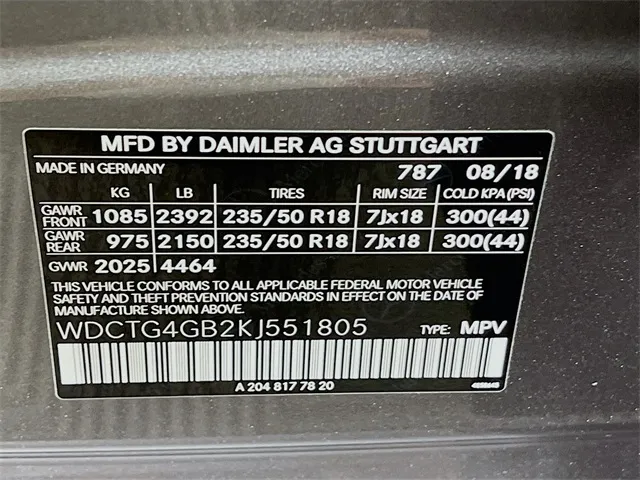 MFD BY DAIMLER AG STUTTGART
MADE IN GERMANY 787 08/18
KG LB TIRES RIM SIZE COLD KPA(PSI)
GAWR FRONT 1085 2392 235/50 R18 7Jx18 300(44)
GAWR REAR 975 2150 235/50 R18 7Jx18 300(44)
GVWR 2025 4464
THIS VEHICLE CONFORMS TO ALL APPLICABLE FEDERAL MOTOR VEHICLE
SAFETY AND THEFT PREVENTION STANDARDS IN EFFECT ON THE DATE OF
MANUFACTURE SHOWN ABOVE.
WDCTG4GB2KJ551805 TYPE: MPV
A 204 817 78 20